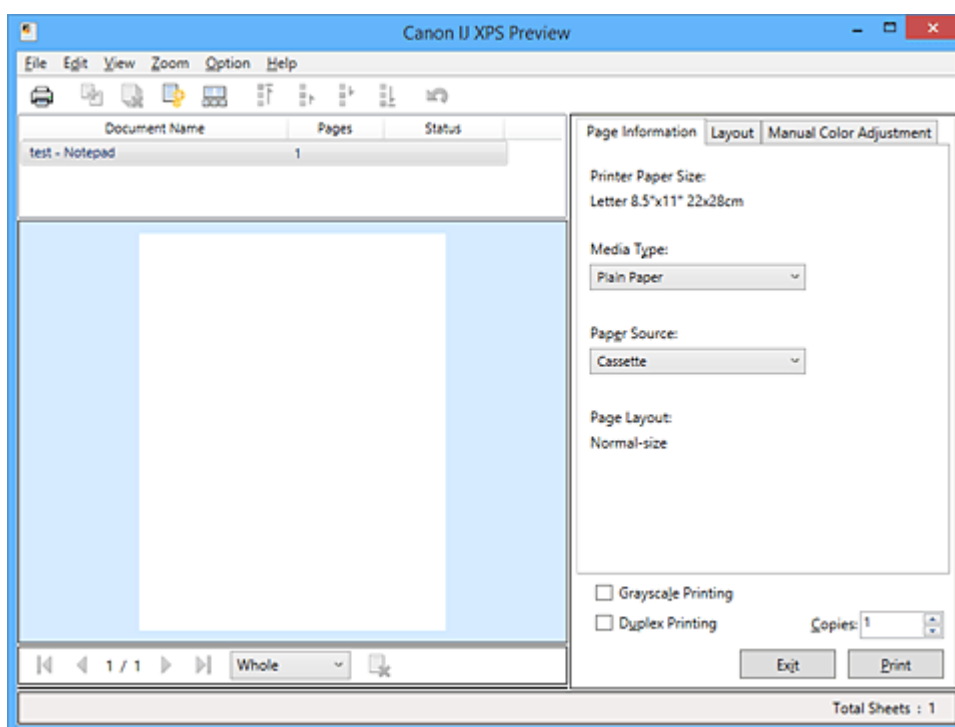 Canon IJ XPS Preview
File Edit View Zoom Option Help
Document Name Pages Status
test - Notepad 1
Page Information Layout Manual Color Adjustment
Printer Paper Size:
Letter 8.5"x11" 22x28cm
Media Type:
Plain Paper
Paper Source:
Cassette
Page Layout:
Normal-size
Grayscale Printing
Duplex Printing Copies: 1
1 / 1 Whole Exit Print
Total Sheets : 1